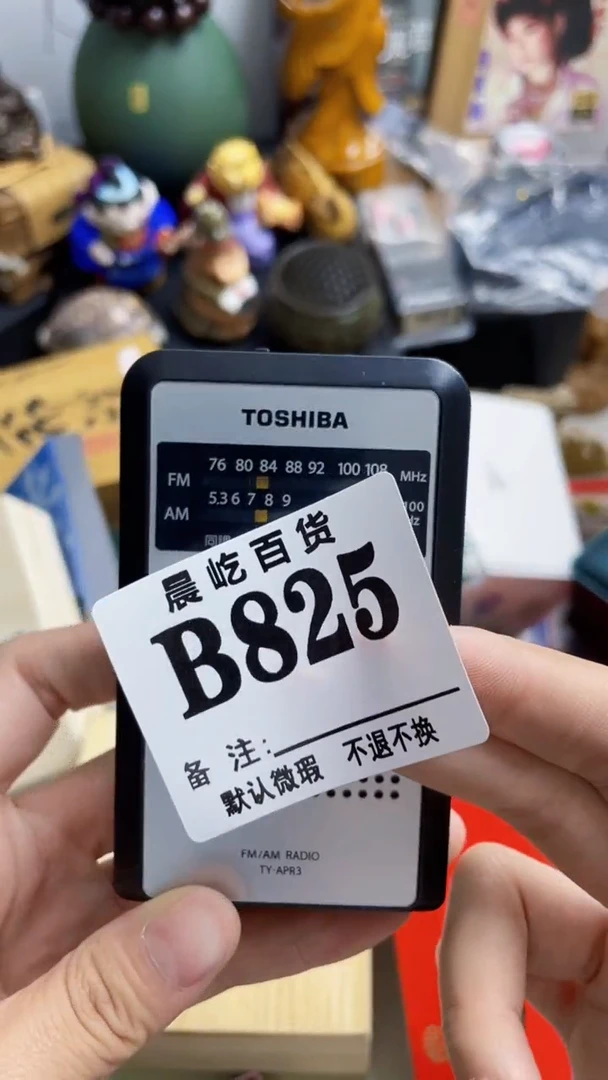 TOSHIBA
FM 76 80 84 88 92 100 108 MHz
AM 5.3 6 7 8 9
晨屹百货
B825
备 注:
默认微瑕 不退不换
FM/AM RADIO
TY-APR3